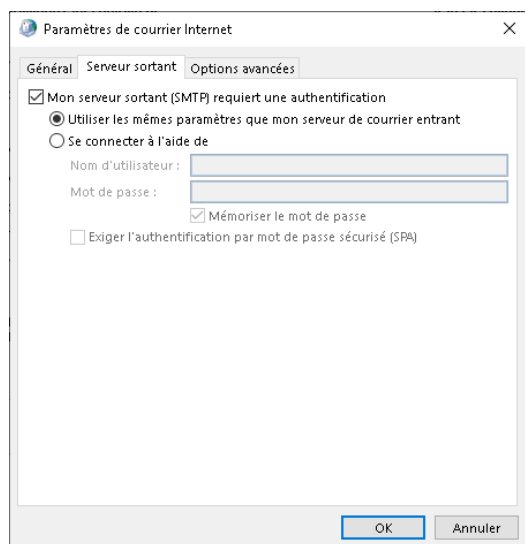 Paramètres de courrier Internet
Général Serveur sortant Options avancées
Mon serveur sortant (SMTP) requiert une authentification
Utiliser les mêmes paramètres que mon serveur de courrier entrant
Se connecter à l'aide de
Nom d'utilisateur :
Mot de passe :
Mémoriser le mot de passe
Exiger l'authentification par mot de passe sécurisé (SPA)
OK Annuler